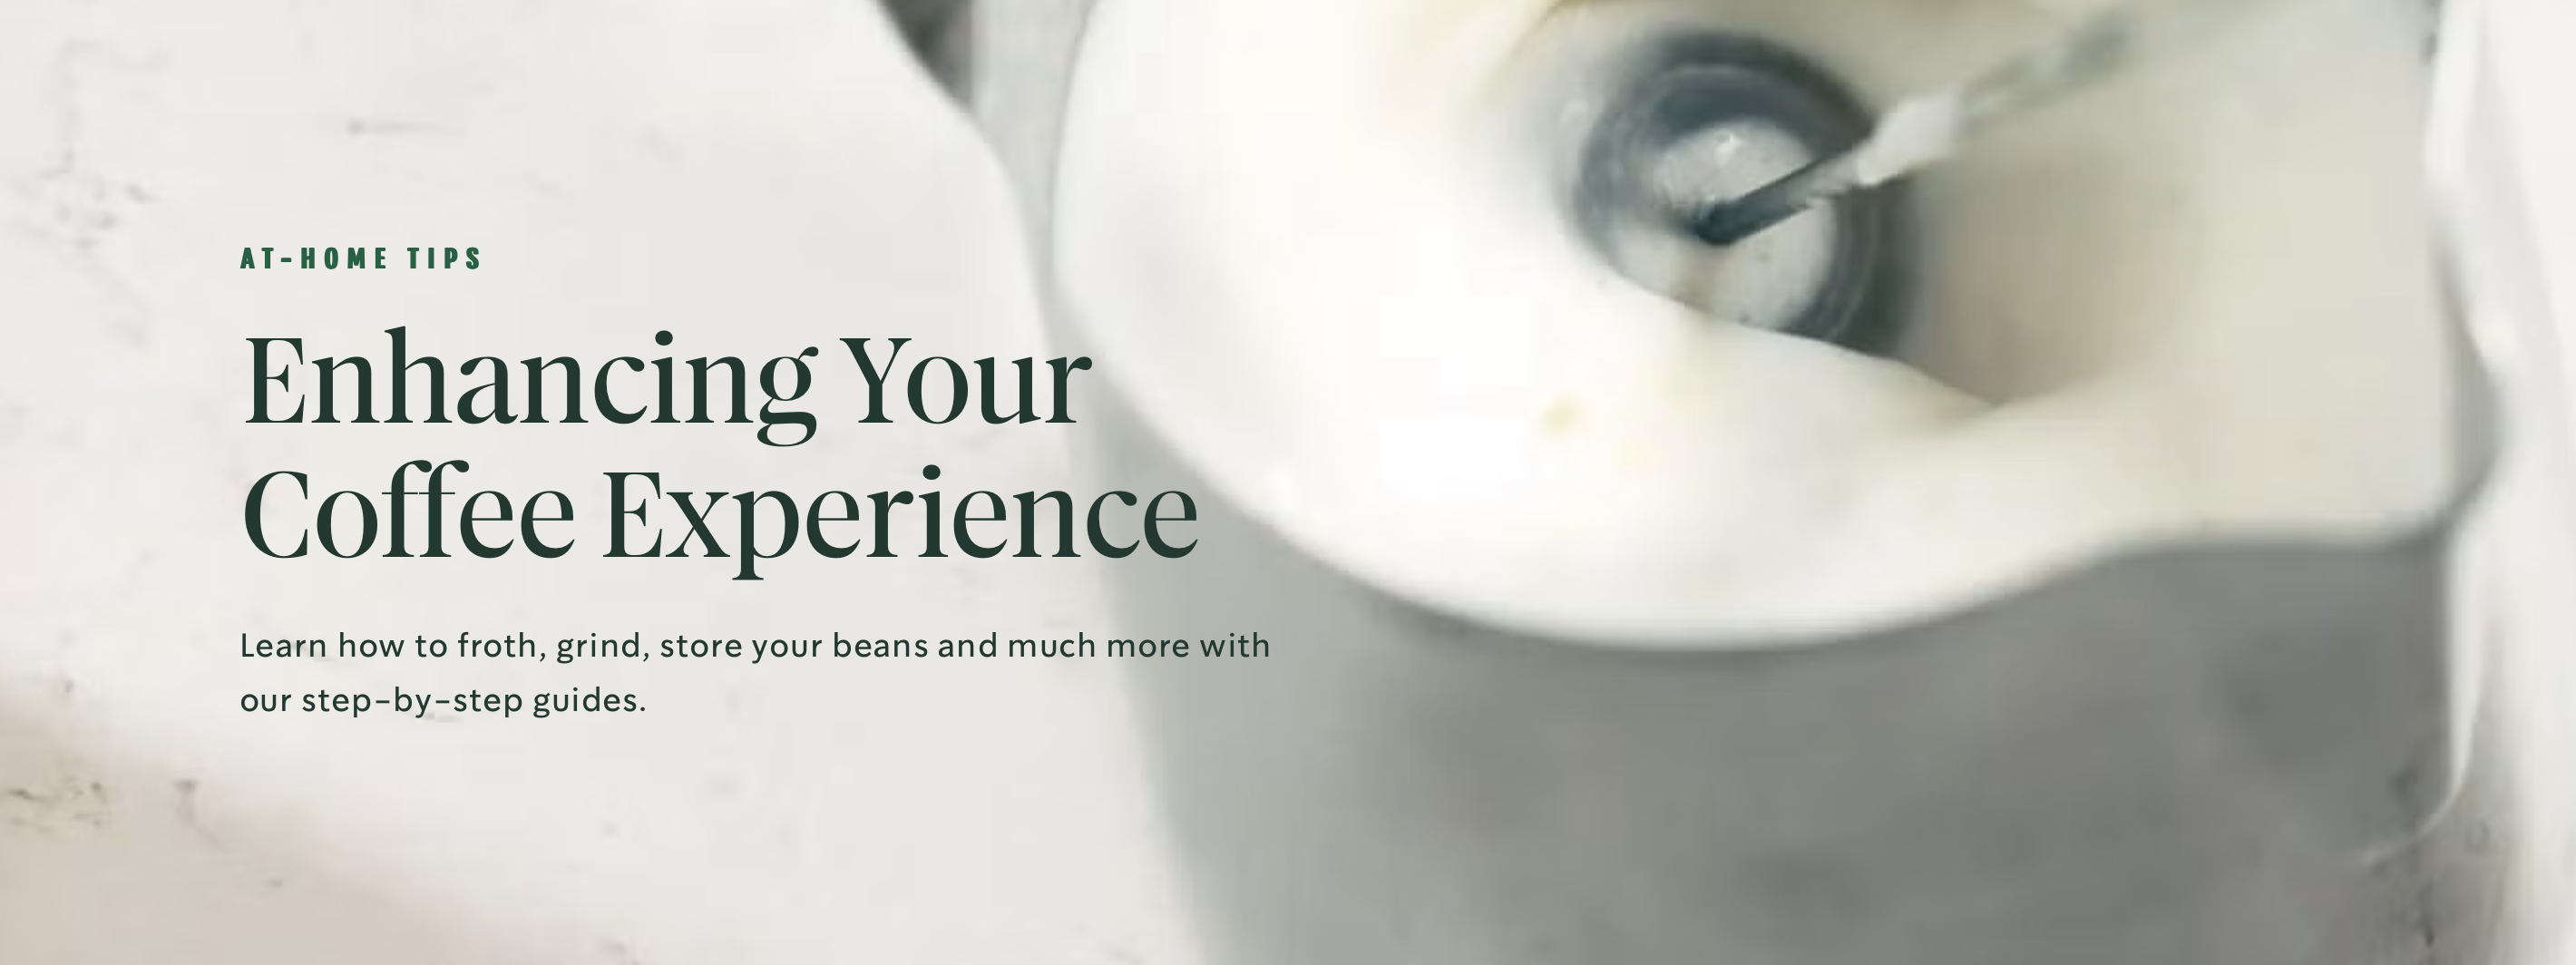 AT-HOME TIPS
Enhancing Your
Coffee Experience
Learn how to froth, grind, store your beans and much more with
our step-by-step guides.